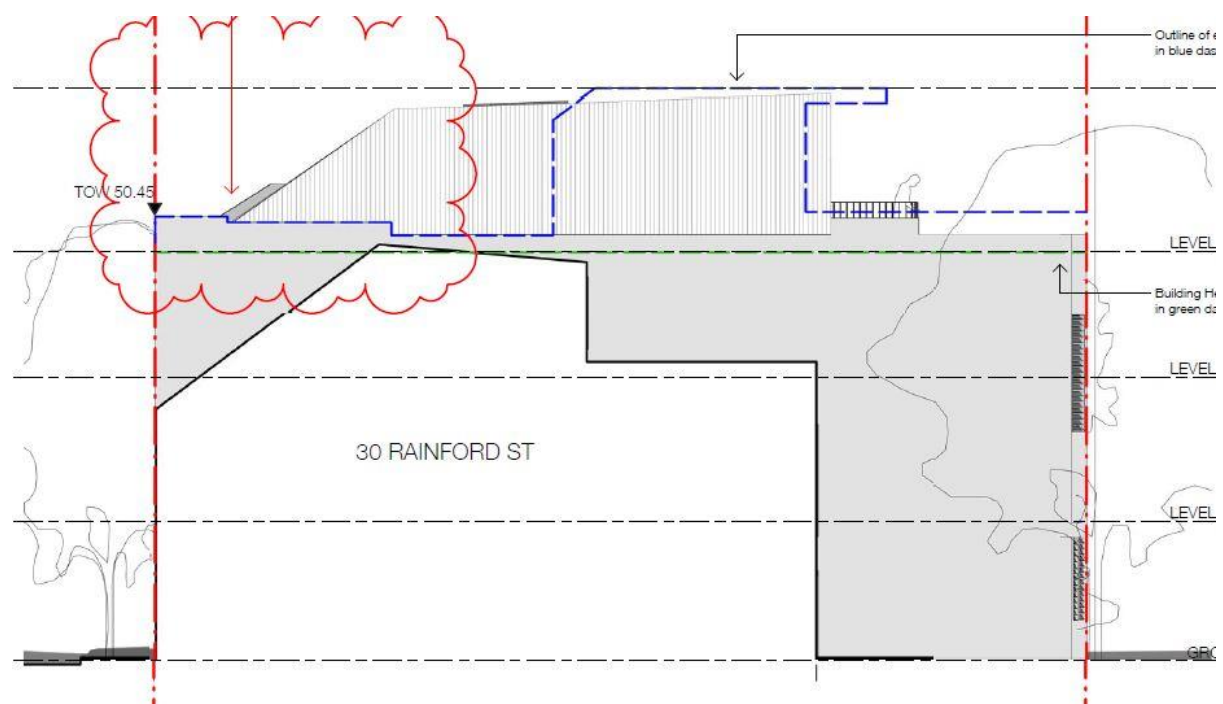 Outline of e
in blue das
TOW 50.45
LEVEL
Building He
in green da
LEVEL
30 RAINFORD ST
LEVEL
GRO